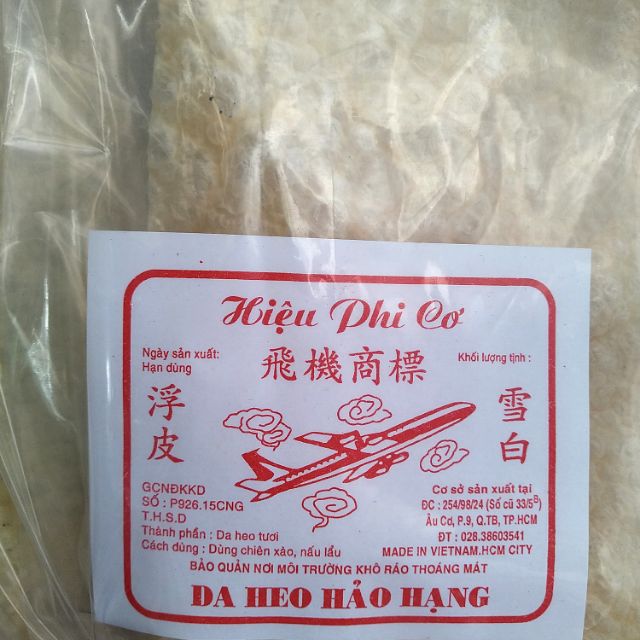 Hiệu Phi Cơ
Ngày sản xuất:
Hạn dùng
飛機商標
Khối lượng tịnh :
浮皮
雪白
GCNĐKKD
SỐ : P926.15CNG
T.H.S.D
Thành phần : Da heo tươi
Cách dùng : Dùng chiên xào, nấu lẩu
Cơ sở sản xuất tại
ĐC : 254/98/24 (Số cũ 33/5B)
Âu Cơ, P.9, Q.TB, TP.HCM
ĐT : 028.38603541
MADE IN VIETNAM.HCM CITY
BẢO QUẢN NƠI MÔI TRƯỜNG KHÔ RÁO THOÁNG MÁT
DA HEO HẢO HẠNG